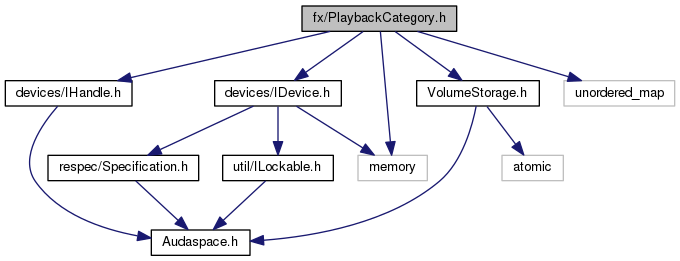 fx/PlaybackCategory.h
devices/IHandle.h
devices/IDevice.h
VolumeStorage.h
unordered_map
respec/Specification.h
util/ILockable.h
memory
atomic
Audaspace.h